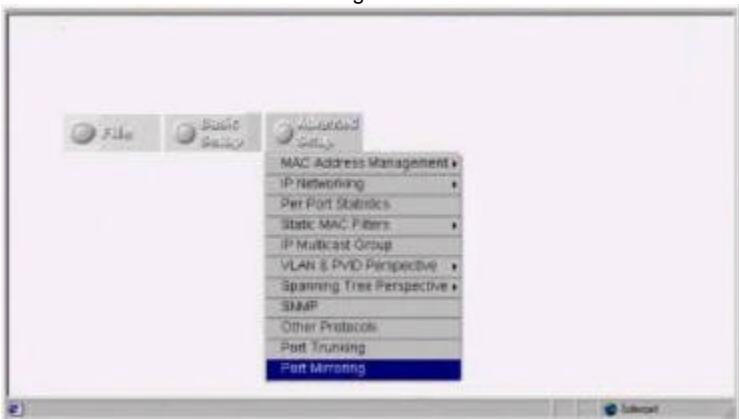 File
Basic
Setup
Advanced
Setup
MAC Address Management
IP Networking
Per Port Statistics
Static MAC Filters
IP Multicast Group
VLAN & PVID Perspective
Spanning Tree Perspective
SNMP
Other Protocols
Port Trunking
Port Mirroring
Internet